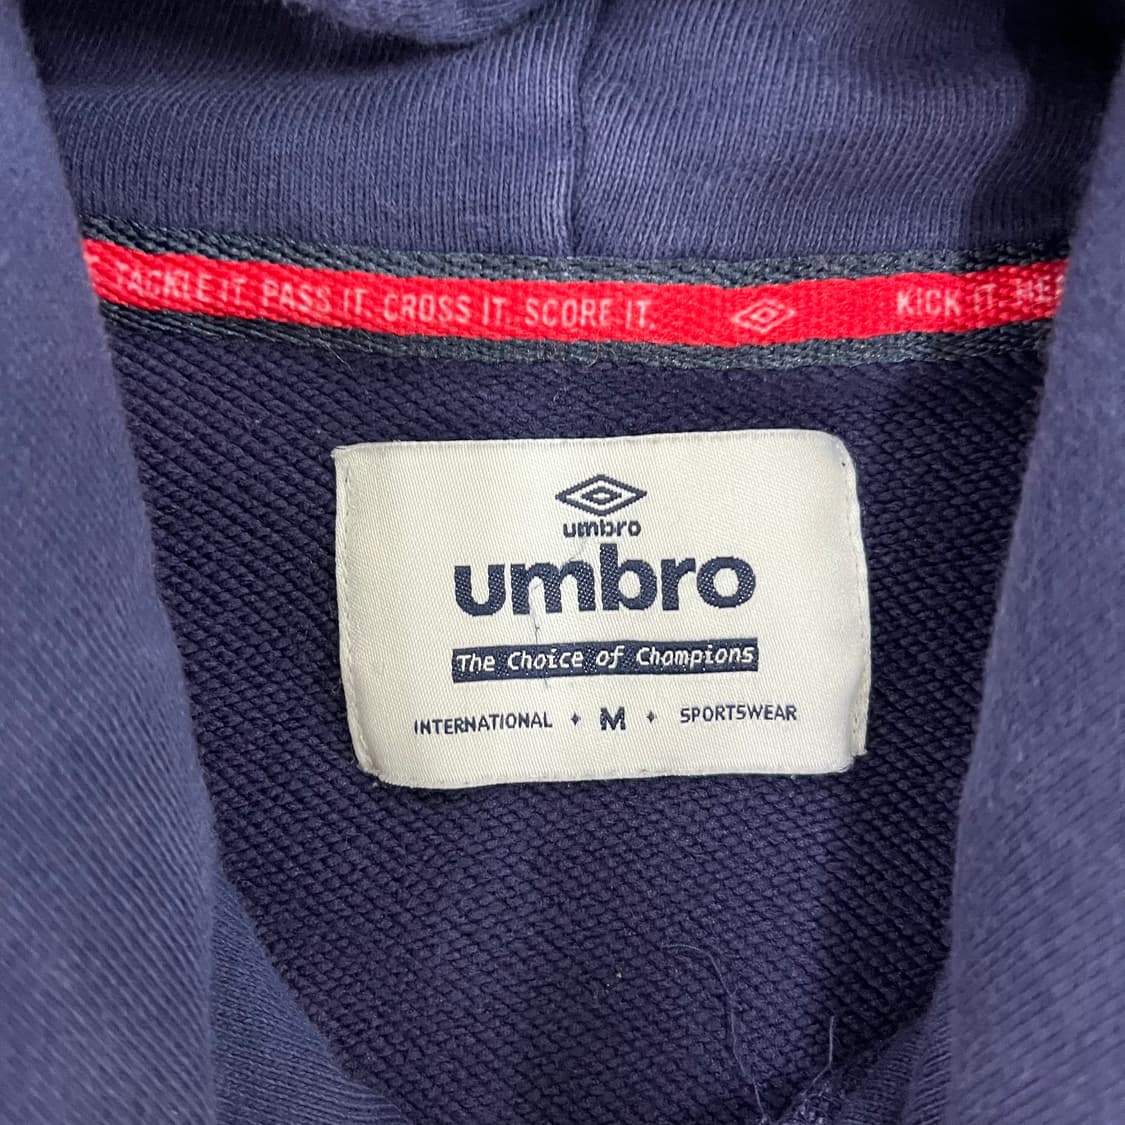 TACKLE IT. PASS IT. CROSS IT. SCORE IT. KICK IT.
umbro
umbro
The Choice of Champions
INTERNATIONAL M SPORTSWEAR